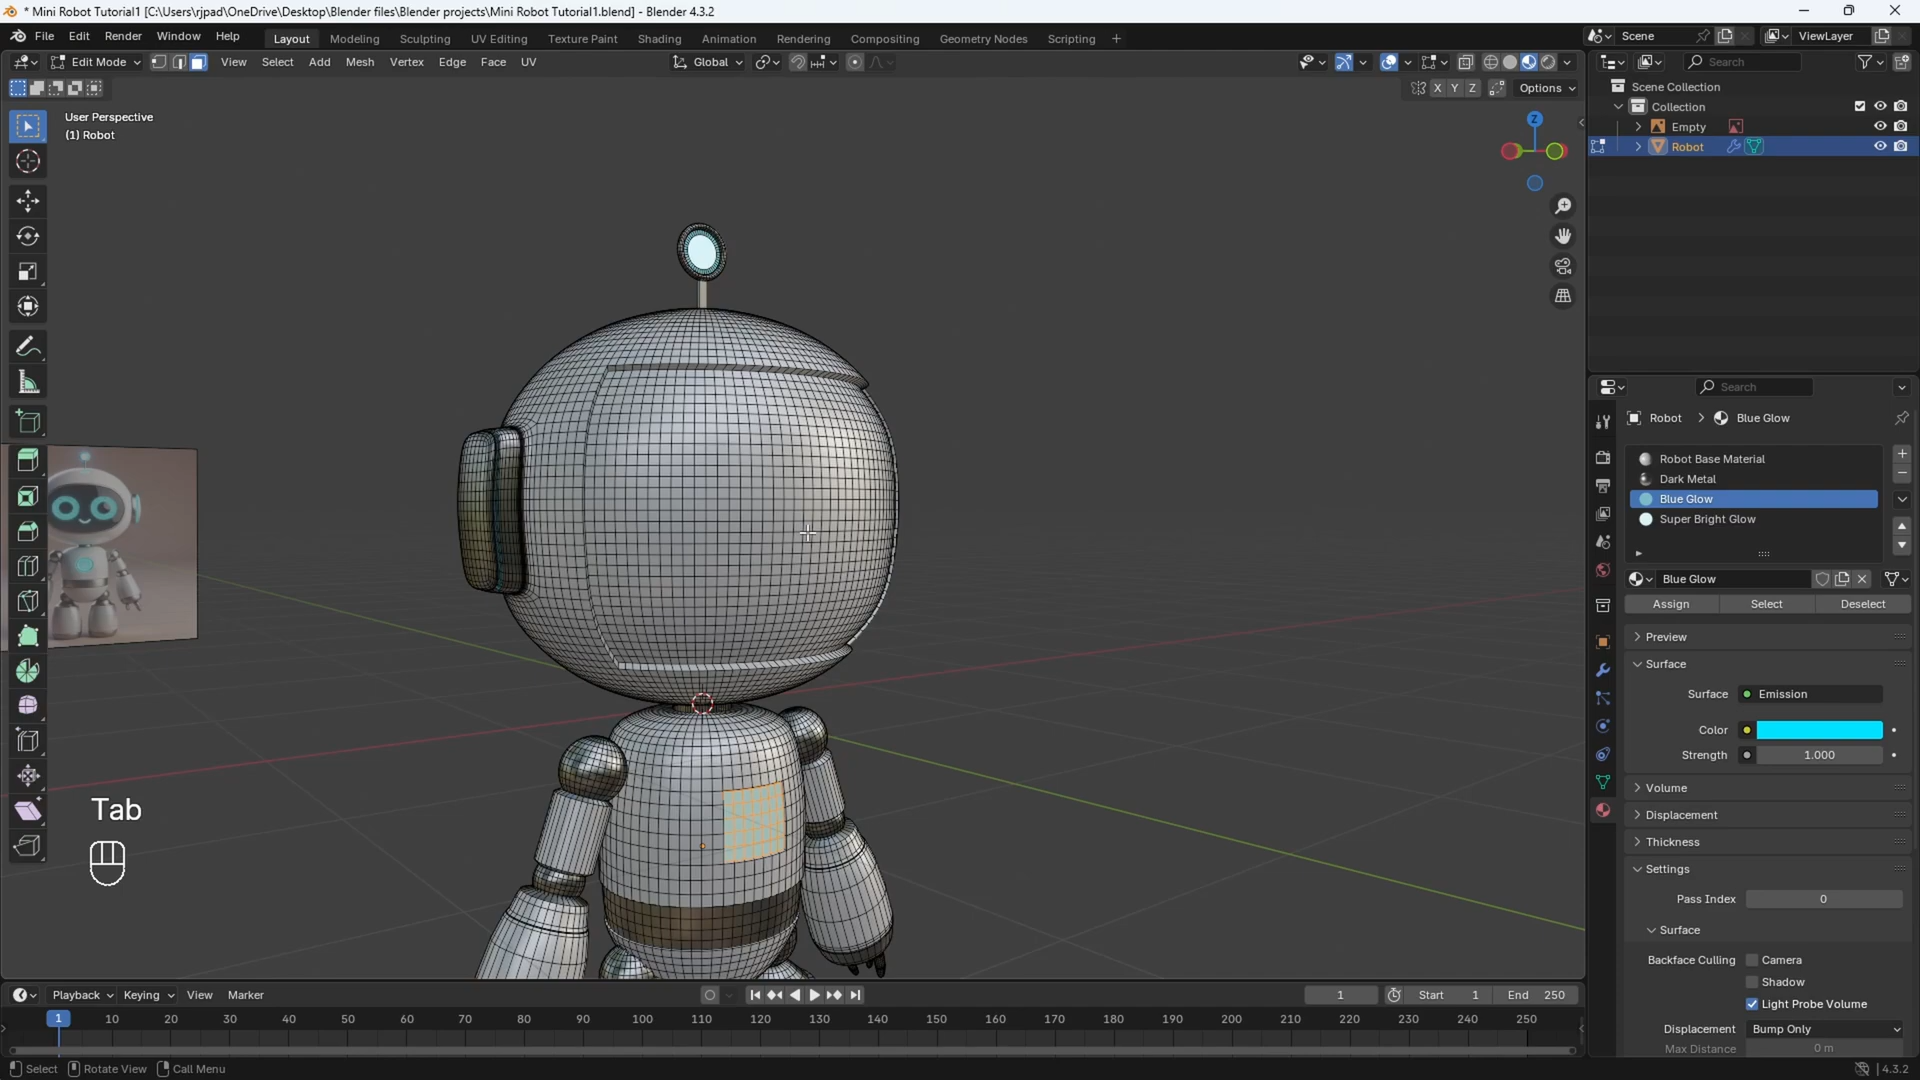 * Mini Robot Tutorial1 [C:\Users\rjpad\OneDrive\Desktop\Blender files\Blender projects\Mini Robot Tutorial1.blend] - Blender 4.3.2
File Edit Render Window Help Layout Modeling Sculpting UV Editing Texture Paint Shading Animation Rendering Compositing Geometry Nodes Scripting + Scene ViewLayer
Edit Mode View Select Add Mesh Vertex Edge Face UV Global Search
X Y Z Options
Scene Collection
Collection
Empty
Robot
User Perspective
(1) Robot
Z
Search
Robot > Blue Glow
Robot Base Material
Dark Metal
Blue Glow
Super Bright Glow
Blue Glow
Assign Select Deselect
Preview
Surface
Surface Emission
Color
Strength 1.000
Volume
Displacement
Thickness
Settings
Pass Index 0
Surface
Backface Culling Camera
Shadow
Light Probe Volume
Displacement Bump Only
Max Distance 0 m
Tab
Playback Keying View Marker 1 Start 1 End 250
1 10 20 30 40 50 60 70 80 90 100 110 120 130 140 150 160 170 180 190 200 210 220 230 240 250
Select Rotate View Call Menu 4.3.2